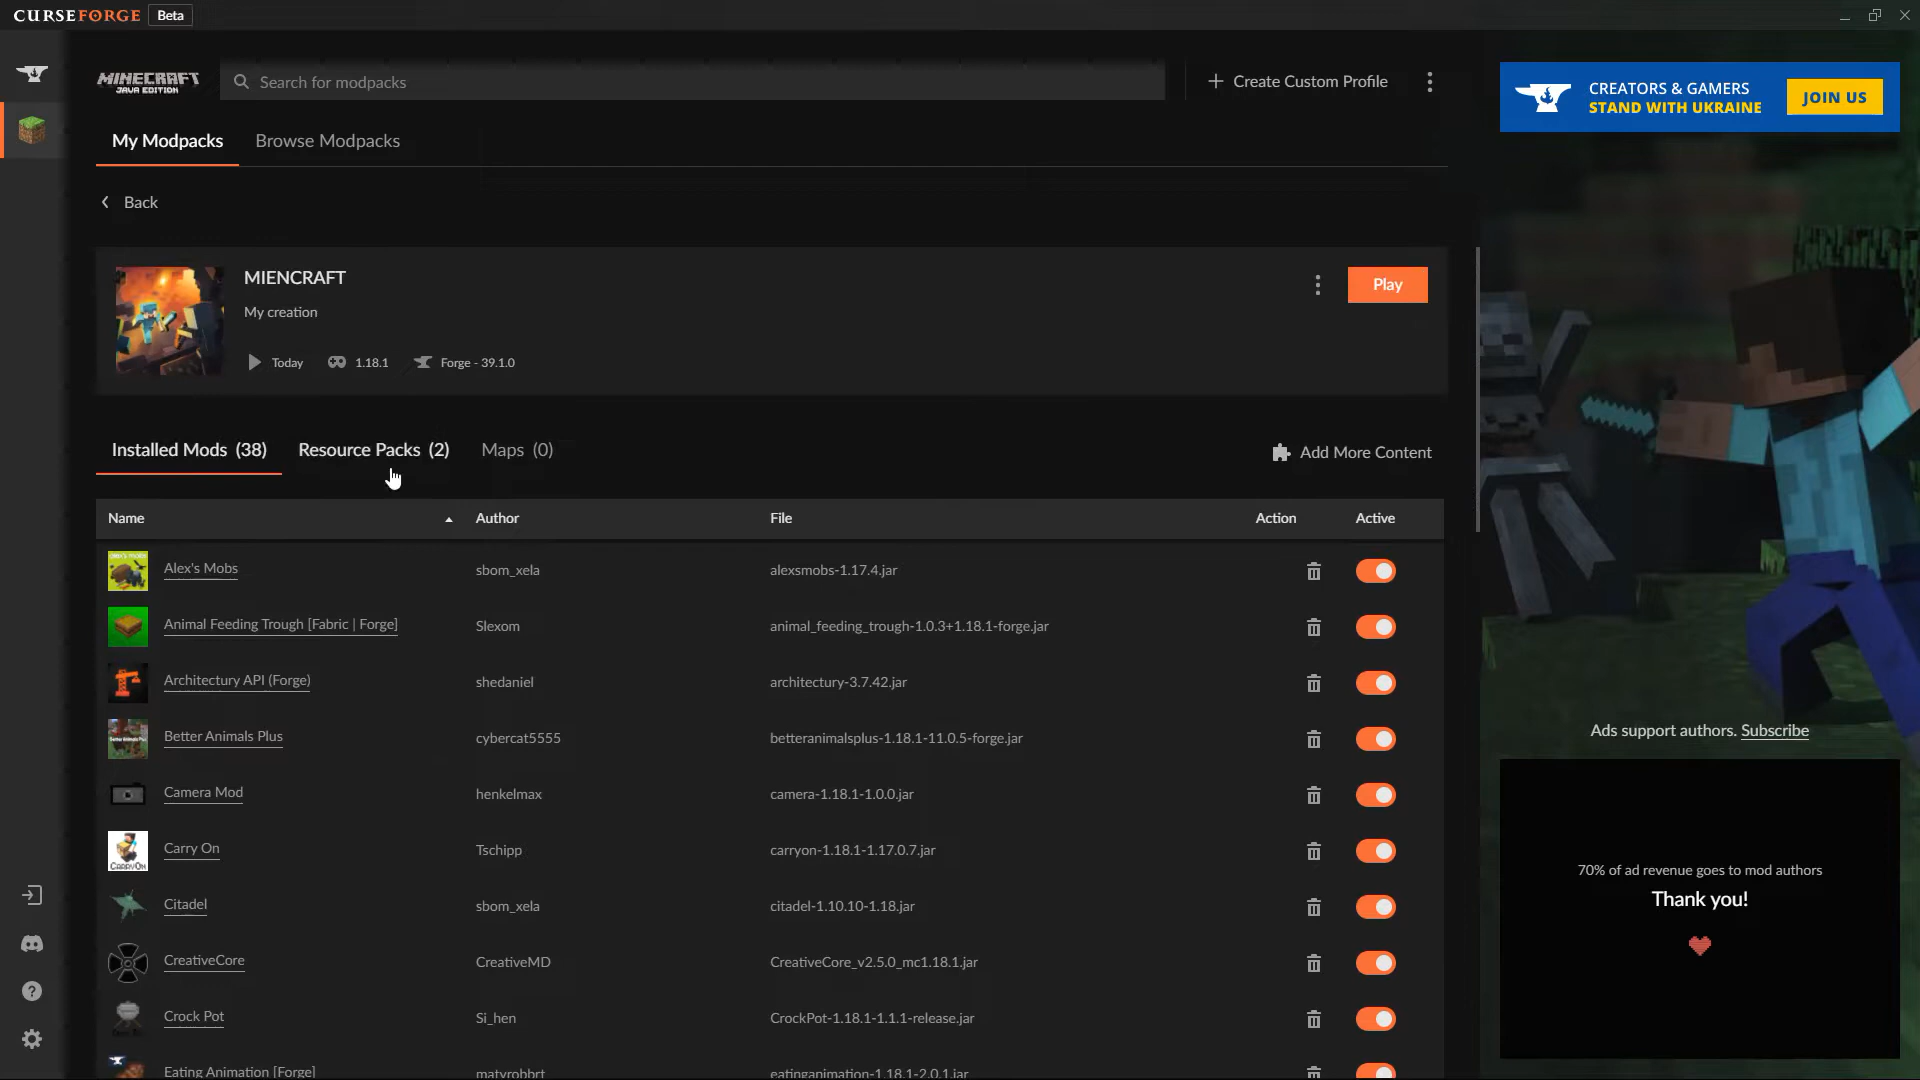 CURSEFORGE Beta
MINECRAFT
JAVA EDITION
Search for modpacks
Create Custom Profile
CREATORS & GAMERS
STAND WITH UKRAINE
JOIN US
My Modpacks Browse Modpacks
Back
MIENCRAFT
My creation
Play
Today 1.18.1 Forge - 39.1.0
Installed Mods (38) Resource Packs (2) Maps (0) Add More Content
Name Author File Action Active
Alex's Mobs sbom_xela alexsmobs-1.17.4.jar
Animal Feeding Trough [Fabric | Forge] Slexom animal_feeding_trough-1.0.3+1.18.1-forge.jar
Architectury API (Forge) shedaniel architectury-3.7.42.jar
Better Animals Plus cybercat5555 betteranimalsplus-1.18.1-11.0.5-forge.jar
Camera Mod henkelmax camera-1.18.1-1.0.0.jar
Carry On Tschipp carryon-1.18.1-1.17.0.7.jar
CARRYON
Citadel sbom_xela citadel-1.10.10-1.18.jar
CreativeCore CreativeMD CreativeCore_v2.5.0_mc1.18.1.jar
Crock Pot Si_hen CrockPot-1.18.1-1.1.1-release.jar
Eating Animation [Forge] matyrobbrt eatinganimation-1.18.1-2.0.1.jar
Ads support authors. Subscribe
70% of ad revenue goes to mod authors
Thank you!